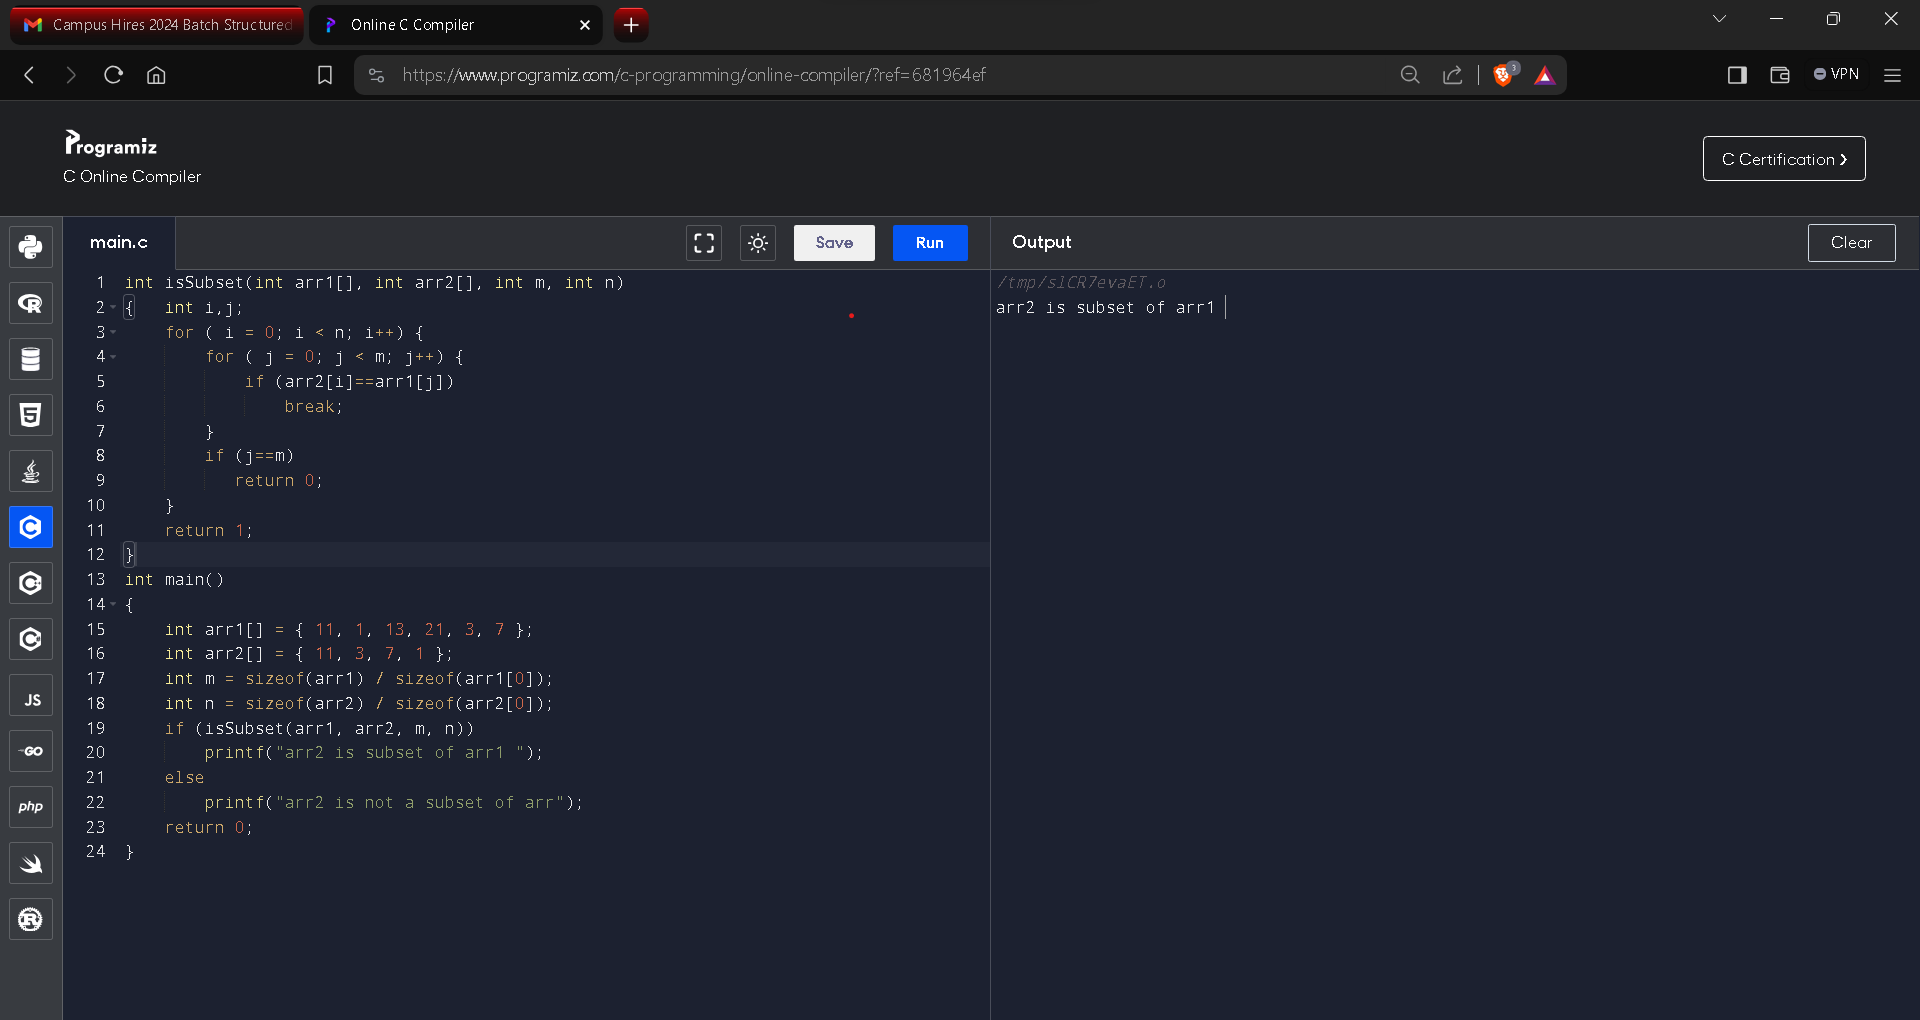 Campus Hires 2024 Batch Structured
Online C Compiler
https://www.programiz.com/c-programming/online-compiler/?ref=681964ef
3
VPN
Programiz
C Online Compiler
C Certification
main.c
Save
Run
Output
Clear
1 int isSubset(int arr1[], int arr2[], int m, int n)
2 {   int i,j;
3     for ( i = 0; i < n; i++) {
4         for ( j = 0; j < m; j++) {
5             if (arr2[i]==arr1[j])
6                 break;
7         }
8         if (j==m)
9            return 0;
10     }
11     return 1;
12 }
13 int main()
14 {
15     int arr1[] = { 11, 1, 13, 21, 3, 7 };
16     int arr2[] = { 11, 3, 7, 1 };
17     int m = sizeof(arr1) / sizeof(arr1[0]);
18     int n = sizeof(arr2) / sizeof(arr2[0]);
19     if (isSubset(arr1, arr2, m, n))
20         printf("arr2 is subset of arr1 ");
21     else
22         printf("arr2 is not a subset of arr");
23     return 0;
24 }
/tmp/slCR7evaET.o
arr2 is subset of arr1
R
5
C
C
C
JS
GO
php
R